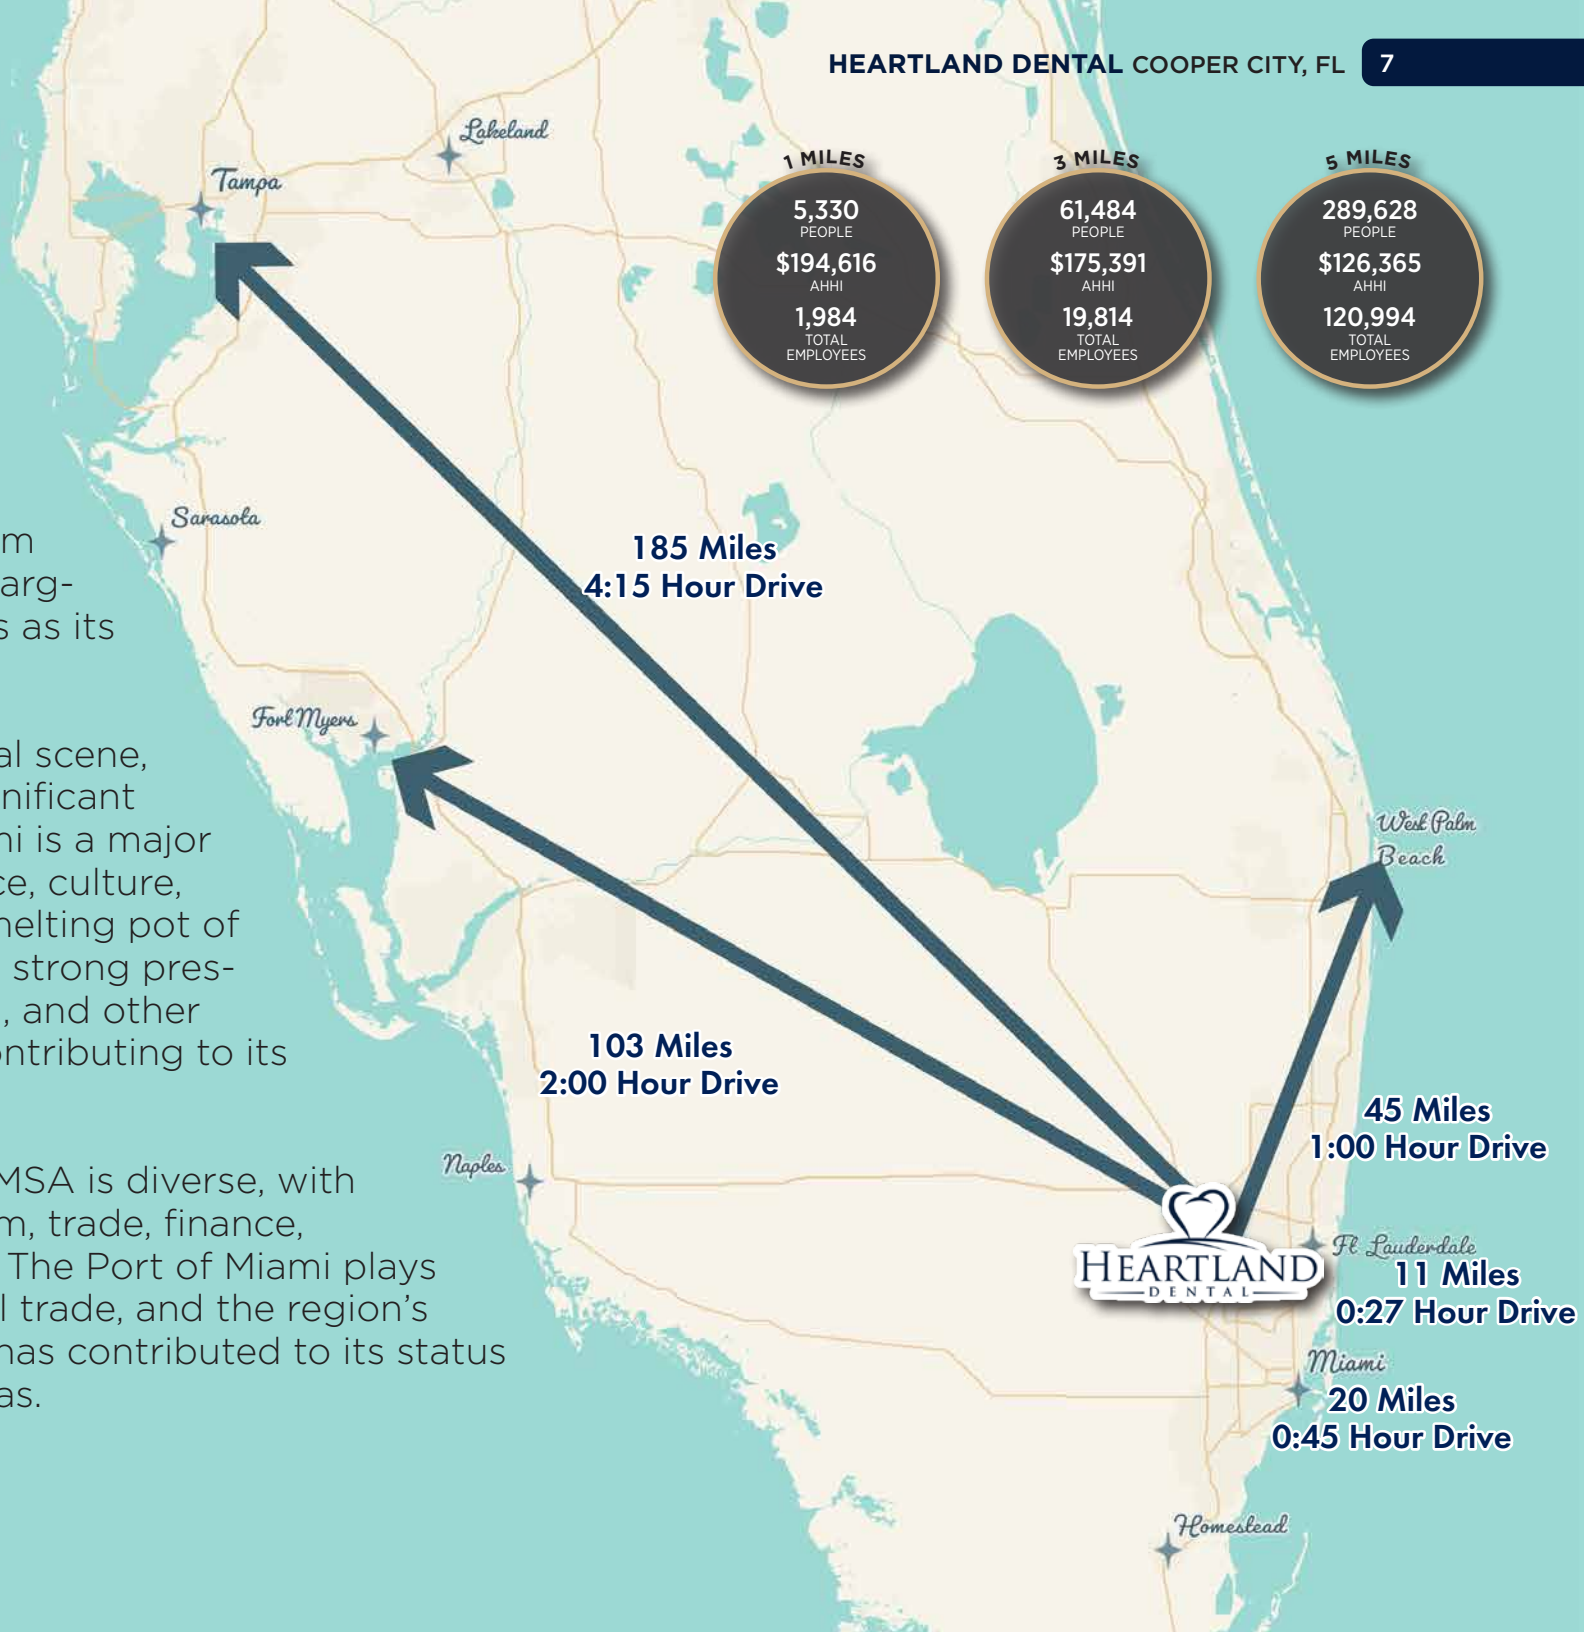 HEARTLAND DENTAL COOPER CITY, FL 7
1 MILES
5,330
PEOPLE
$194,616
AHHI
1,984
TOTAL
EMPLOYEES
3 MILES
61,484
PEOPLE
$175,391
AHHI
19,814
TOTAL
EMPLOYEES
5 MILES
289,628
PEOPLE
$126,365
AHHI
120,994
TOTAL
EMPLOYEES
Lakeland
Tampa
Sarasota
185 Miles
4:15 Hour Drive
m
arg-
s as its
Fort Myers
al scene,
nificant
ni is a major
ce, culture,
melting pot of
strong pres-
, and other
ontributing to its
West Palm
Beach
103 Miles
2:00 Hour Drive
45 Miles
1:00 Hour Drive
Naples
MSA is diverse, with
m, trade, finance,
The Port of Miami plays
l trade, and the region's
has contributed to its status
as.
HEARTLAND
DENTAL
Ft Lauderdale
11 Miles
0:27 Hour Drive
Miami
20 Miles
0:45 Hour Drive
Homestead